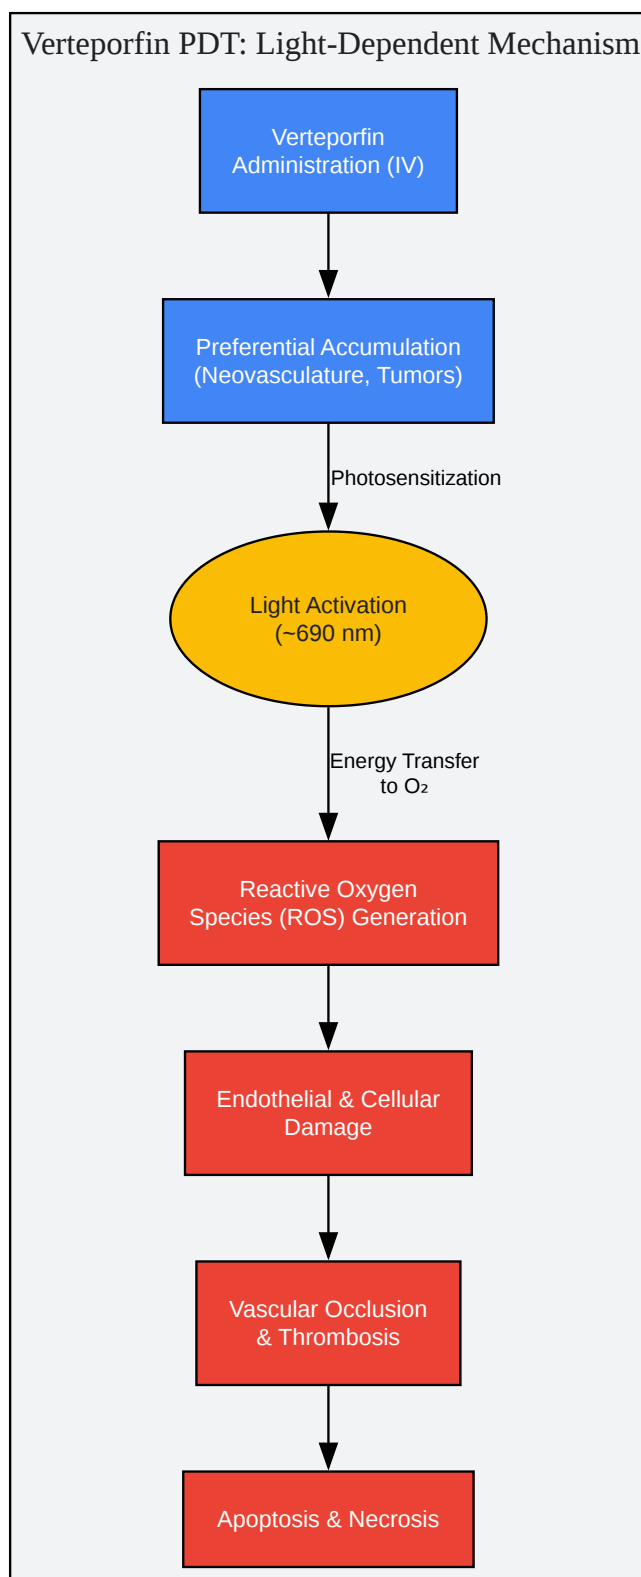 Verteporfin PDT: Light-Dependent Mechanism
Verteporfin
Administration (IV)
Preferential Accumulation
(Neovasculature, Tumors)
Photosensitization
Light Activation
(~690 nm)
Energy Transfer
to O₂
Reactive Oxygen
Species (ROS) Generation
Endothelial & Cellular
Damage
Vascular Occlusion
& Thrombosis
Apoptosis & Necrosis